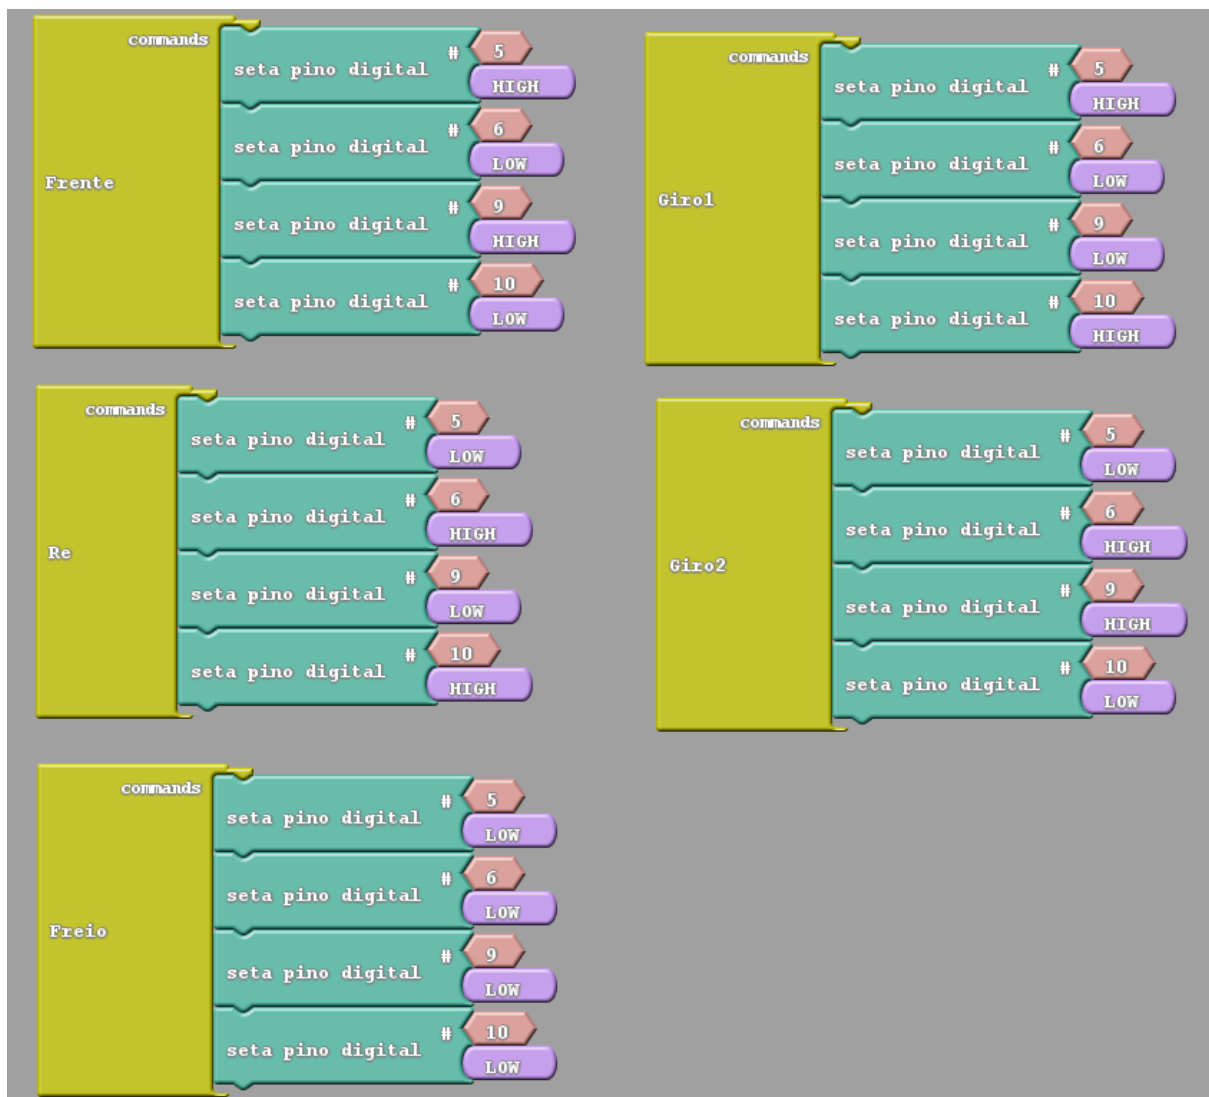 commands
seta pino digital # 5
HIGH
seta pino digital # 6
LOW
Frente
seta pino digital # 9
HIGH
seta pino digital # 10
LOW
commands
seta pino digital # 5
HIGH
seta pino digital # 6
LOW
Giro1
seta pino digital # 9
LOW
seta pino digital # 10
HIGH
commands
seta pino digital # 5
LOW
seta pino digital # 6
HIGH
Re
seta pino digital # 9
LOW
seta pino digital # 10
HIGH
commands
seta pino digital # 5
LOW
seta pino digital # 6
HIGH
Giro2
seta pino digital # 9
HIGH
seta pino digital # 10
LOW
commands
seta pino digital # 5
LOW
seta pino digital # 6
LOW
Freio
seta pino digital # 9
LOW
seta pino digital # 10
LOW